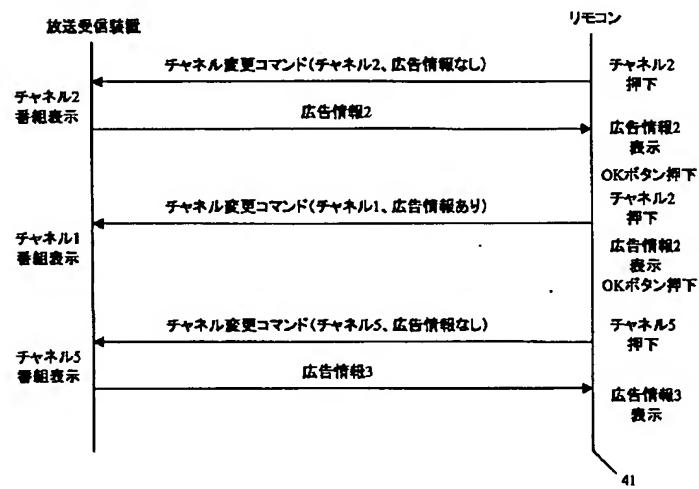 放送受信装置
リモコン
チャネル変更コマンド(チャネル2、広告情報なし)
チャネル2
押下
チャネル2
番組表示
広告情報2
広告情報2
表示
OKボタン押下
チャネル変更コマンド(チャネル1、広告情報あり)
チャネル2
押下
チャネル1
番組表示
広告情報2
表示
OKボタン押下
チャネル変更コマンド(チャネル5、広告情報なし)
チャネル5
押下
チャネル5
番組表示
広告情報3
広告情報3
表示
41